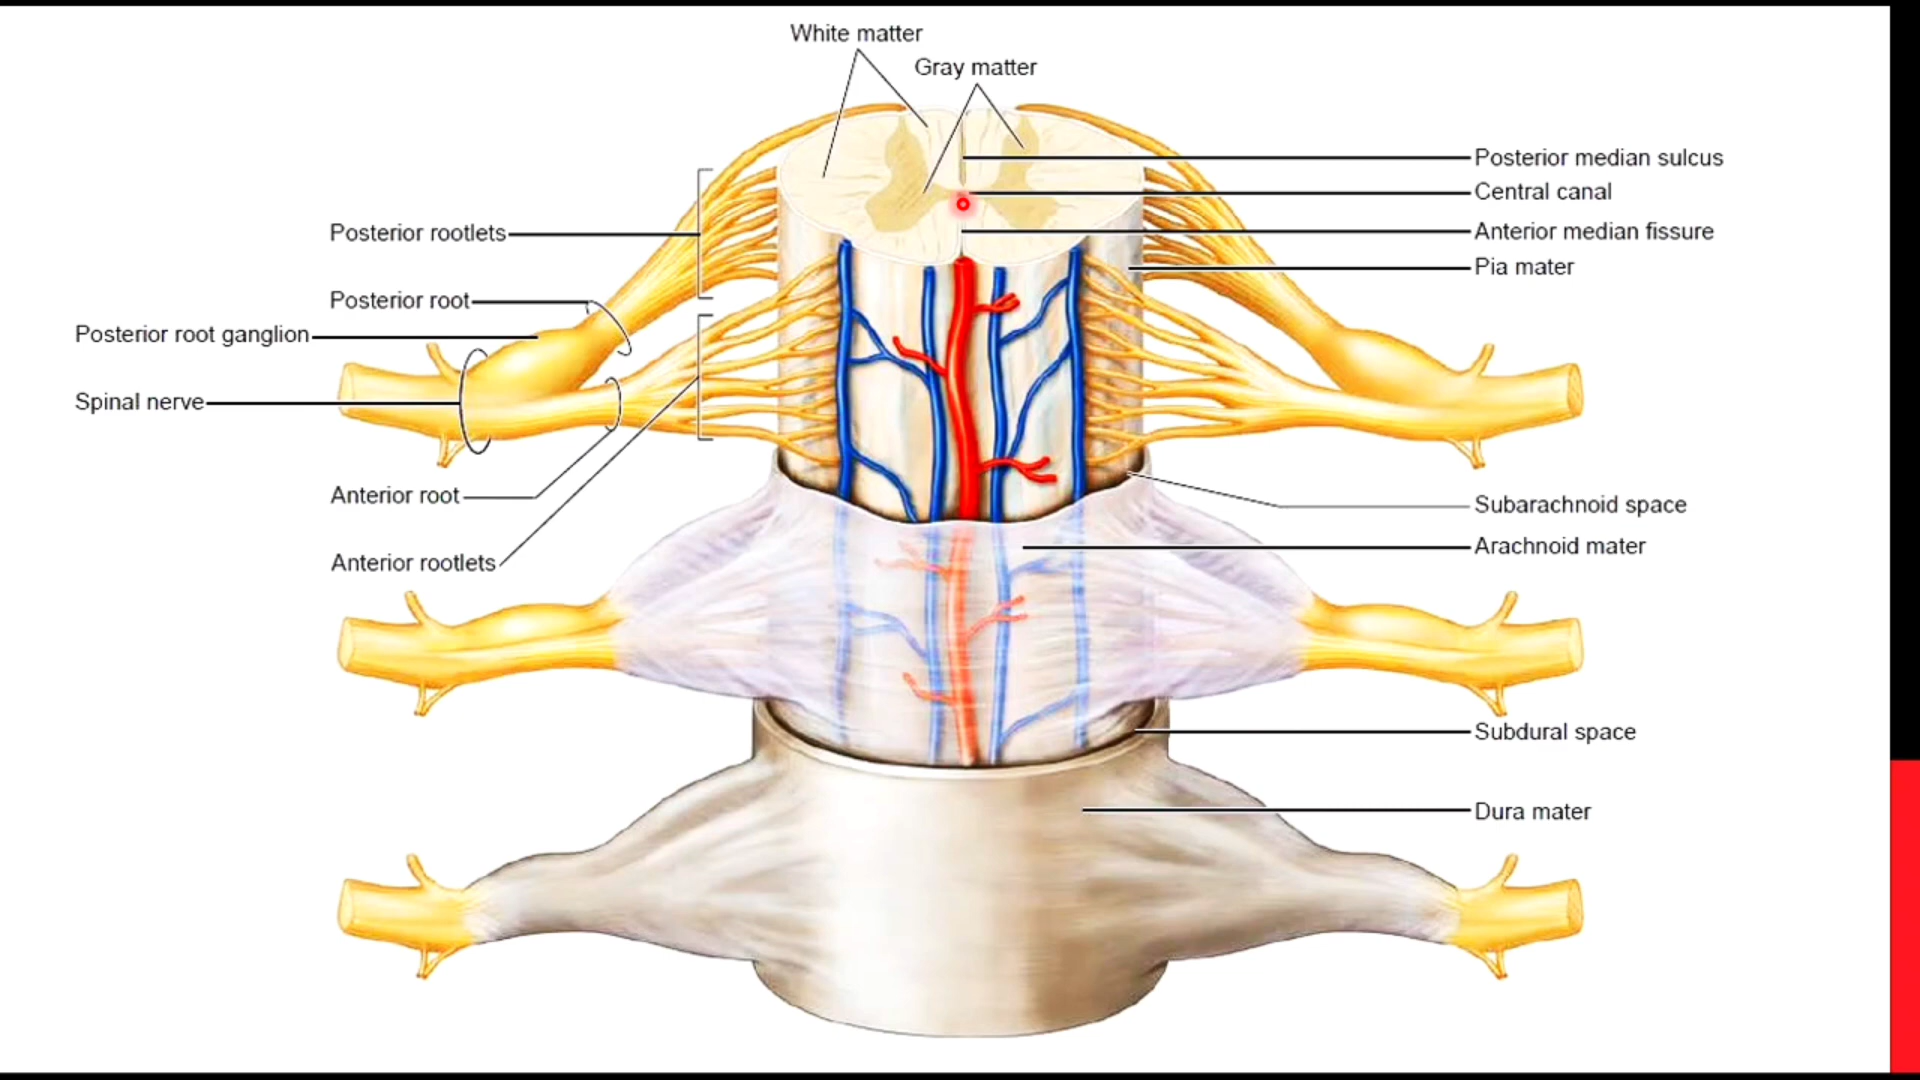 White matter
Gray matter
Posterior median sulcus
Central canal
Anterior median fissure
Pia mater
Posterior rootlets
Posterior root
Posterior root ganglion
Spinal nerve
Anterior root
Anterior rootlets
Subarachnoid space
Arachnoid mater
Subdural space
Dura mater